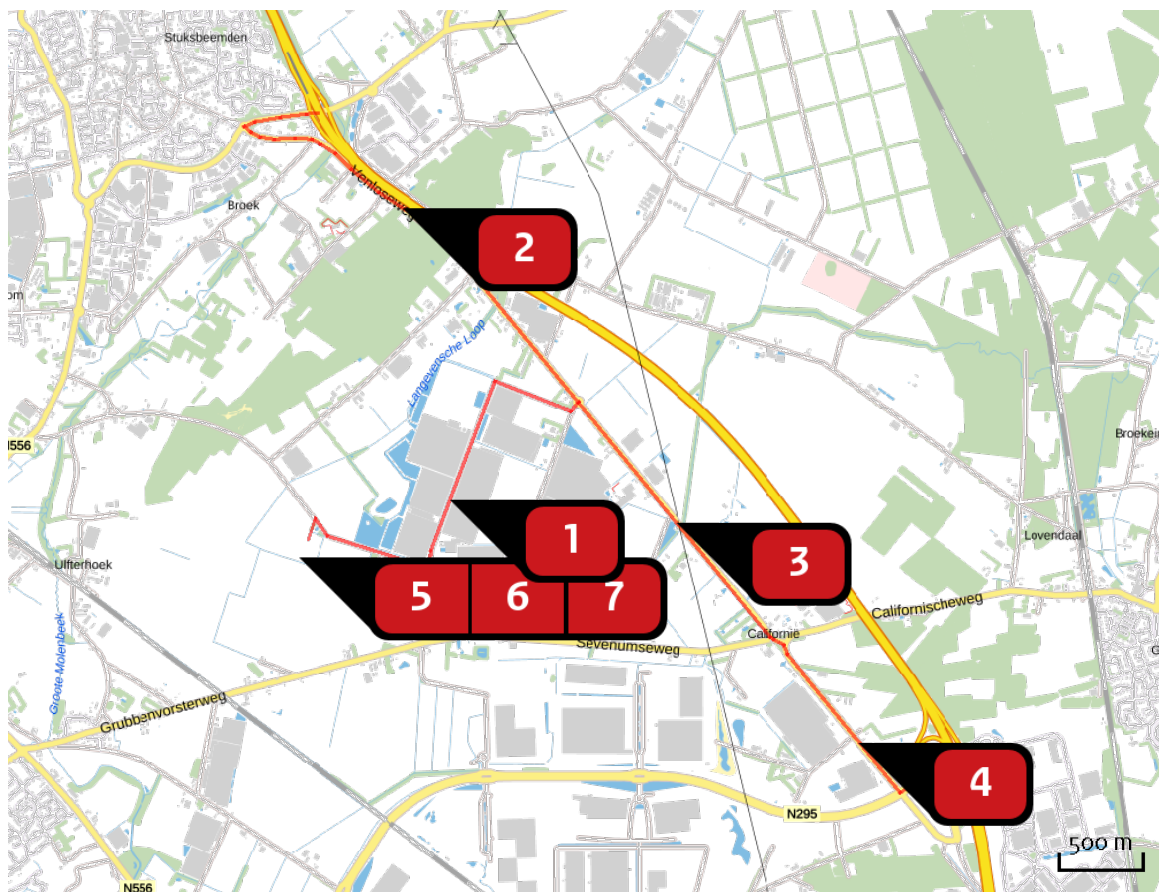 Stuksbeemden
Venloseweg
Broek
2
Langevensche Loop
N556
Broekein
1
3
Lovendaal
Ulfterhoek
5 6 7
Californischeweg
Californië
Sevenumseweg
Groote Molenbeek
Grubbenvorsterweg
4
N295
500 m
N556